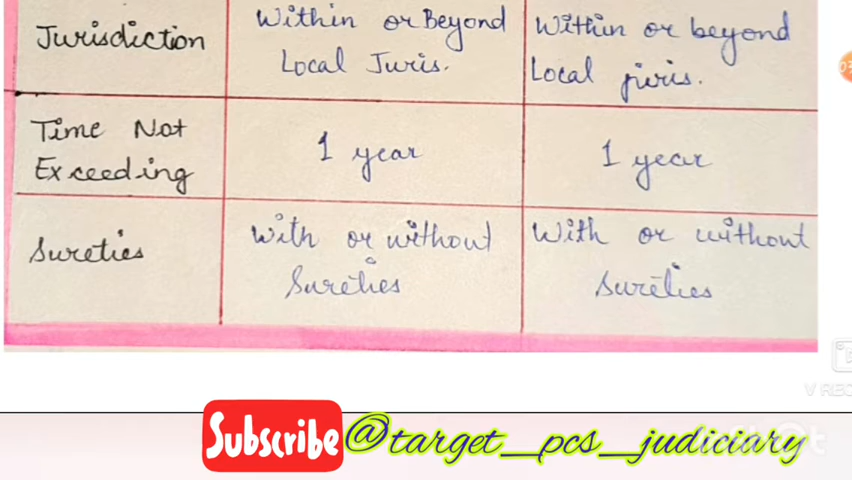 Jurisdiction
Within or Beyond
Local Juris.
Within or beyond
Local juris.
Time Not
Exceeding
1 year
1 year
Sureties
With or without
Sureties
With or without
Sureties
Subscribe @target_pcs_judiciary